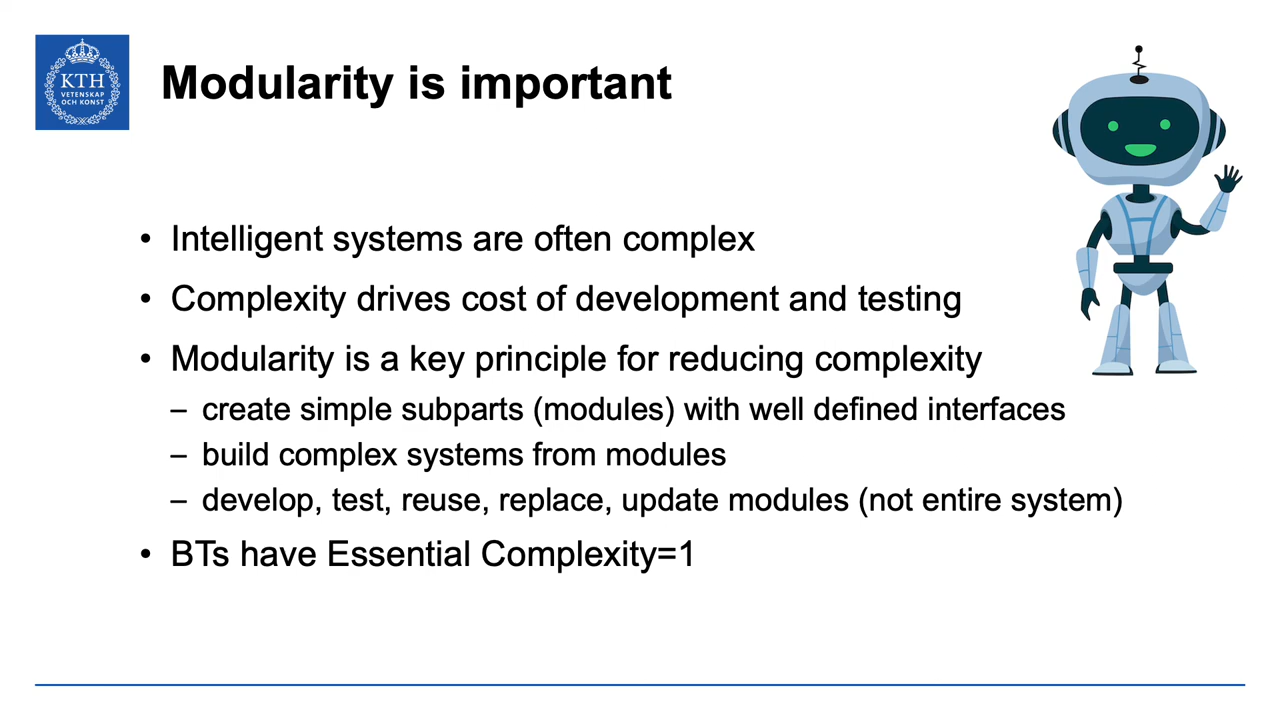 KTH
VETENSKAP
OCH KONST
Modularity is important
• Intelligent systems are often complex
• Complexity drives cost of development and testing
• Modularity is a key principle for reducing complexity
– create simple subparts (modules) with well defined interfaces
– build complex systems from modules
– develop, test, reuse, replace, update modules (not entire system)
• BTs have Essential Complexity=1